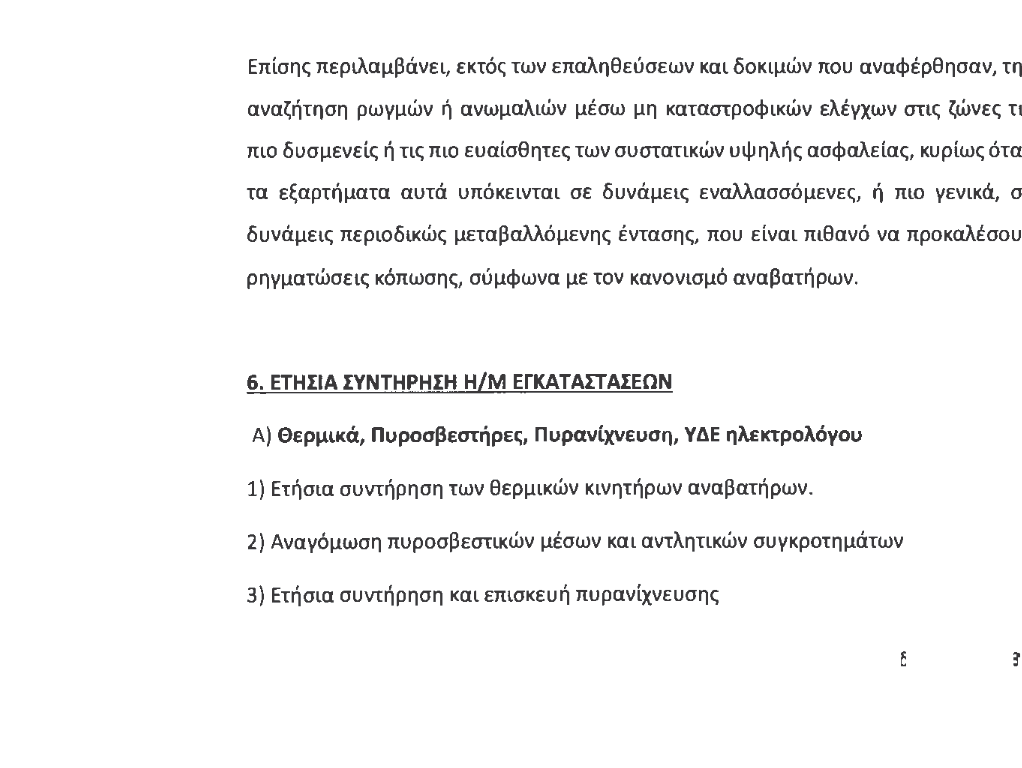 Επίσης περιλαμβάνει, εκτός των επαληθεύσεων και δοκιμών που αναφέρθησαν, τη
αναζήτηση ρωγμών ή ανωμαλιών μέσω μη καταστροφικών ελέγχων στις ζώνες τι
πιο δυσμενείς ή τις πιο ευαίσθητες των συστατικών υψηλής ασφαλείας, κυρίως ότα
τα εξαρτήματα αυτά υπόκεινται σε δυνάμεις εναλλασσόμενες, ή πιο γενικά, σ
δυνάμεις περιοδικώς μεταβαλλόμενης έντασης, που είναι πιθανό να προκαλέσου
ρηγματώσεις κόπωσης, σύμφωνα με τον κανονισμό αναβατήρων.
6. ΕΤΗΣΙΑ ΣΥΝΤΗΡΗΣΗ Η/Μ ΕΓΚΑΤΑΣΤΑΣΕΩΝ
Α) Θερμικά, Πυροσβεστήρες, Πυρανίχνευση, ΥΔΕ ηλεκτρολόγου
1) Ετήσια συντήρηση των θερμικών κινητήρων αναβατήρων.
2) Αναγόμωση πυροσβεστικών μέσων και αντλητικών συγκροτημάτων
3) Ετήσια συντήρηση και επισκευή πυρανίχνευσης